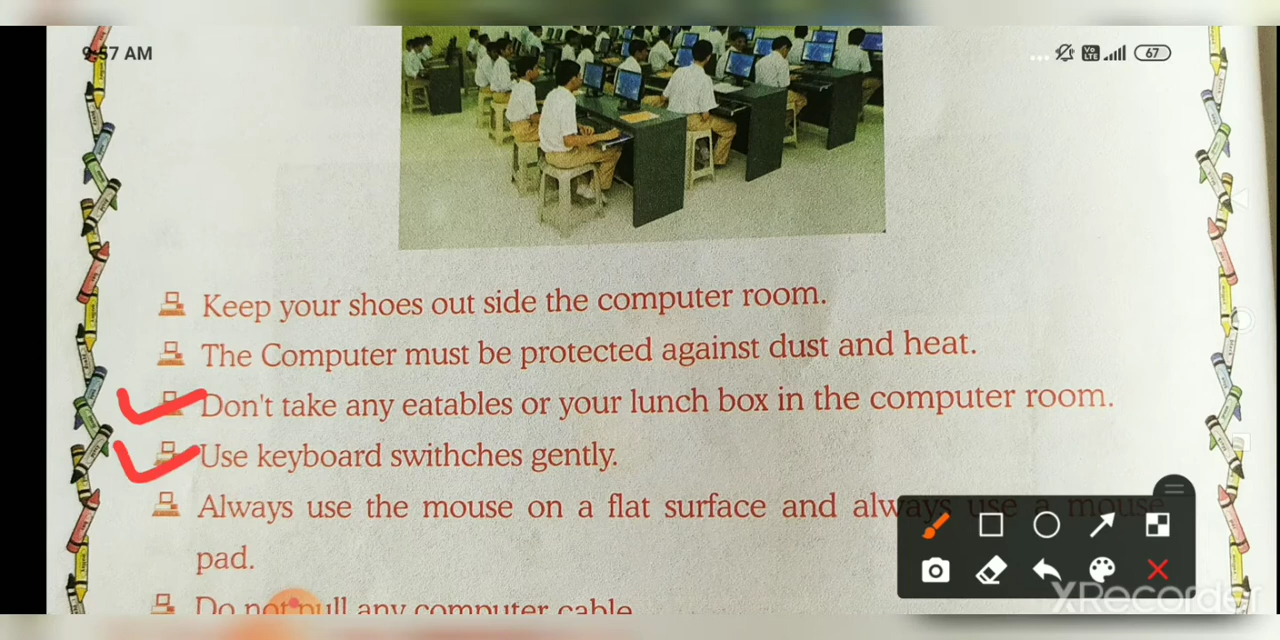 9:57 AM
Vo LTE
67
Keep your shoes out side the computer room.
The Computer must be protected against dust and heat.
Don't take any eatables or your lunch box in the computer room.
Use keyboard swithches gently.
Always use the mouse on a flat surface and always use a mouse
pad.
Do not pull any computer cable
XRecorder